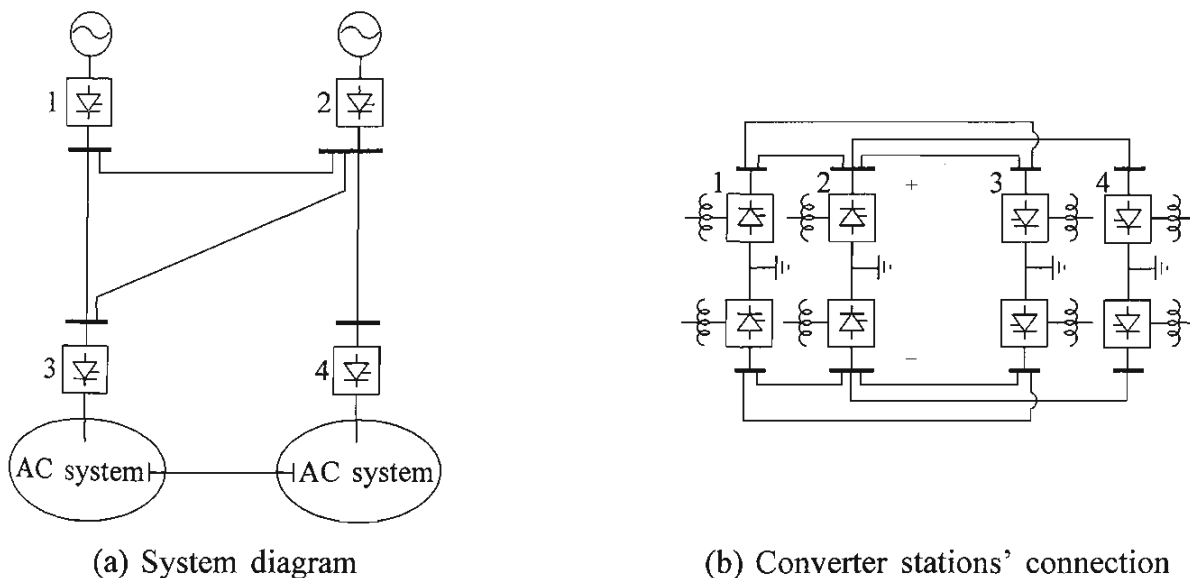 1
2
3
4
AC system
AC system
(a) System diagram
1
2
+
3
4
−
(b) Converter stations' connection